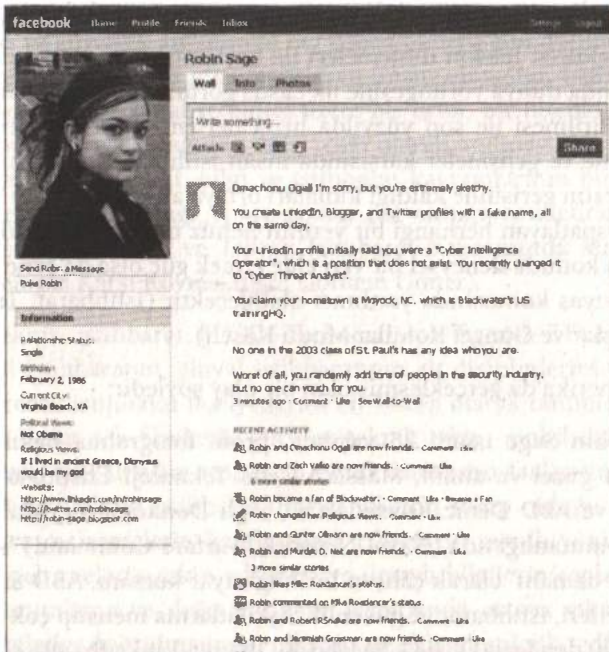 facebook Home Profile Friends Inbox Settings Logout
Robin Sage
Wall Info Photos
Write something...
Attach: Share
Dimachonu Ogali I'm sorry, but you're extremely sketchy.
You create LinkedIn, Blogger, and Twitter profiles with a fake name, all
on the same day.
Your LinkedIn profile initially said you were a "Cyber Intelligence
Operator", which is a position that does not exist. You recently changed it
to "Cyber Threat Analyst".
You claim your hometown is Moyock, NC. which is Blackwater's US
training HQ.
No one in the 2003 class of St. Paul's has any idea who you are.
Worst of all, you randomly add tons of people in the security industry,
but no one can vouch for you.
3 minutes ago · Comment · Like · See Wall-to-Wall
Send Robin a Message
Poke Robin
Information
Relationship Status:
Single
Birthday:
February 2, 1986
Current City:
Virginia Beach, VA
Political Views:
Not Obama
Religious Views:
If I lived in ancient Greece, Dionysus
would be my god
Website:
http://www.linkedin.com/in/robinsage
http://twitter.com/robinsage
http://robin-sage.blogspot.com
RECENT ACTIVITY
Robin and Dimachonu Ogali are now friends. · Comment · Like
Robin and Zach are now friends. · Comment · Like
6 more similar stories
Robin became a fan of Blackwater. · Comment · Like · Become a Fan
Robin changed her Religious Views. · Comment · Like
Robin and Gunter Ollmann are now friends. · Comment · Like
Robin and Murdak D. Net are now friends. · Comment · Like
3 more similar stories
Robin likes Mike Roadancer's status.
Robin commented on Mike Roadancer's status.
Robin and Robert RSnake are now friends. · Comment · Like
Robin and Jeremiah Grossman are now friends. · Comment · Like